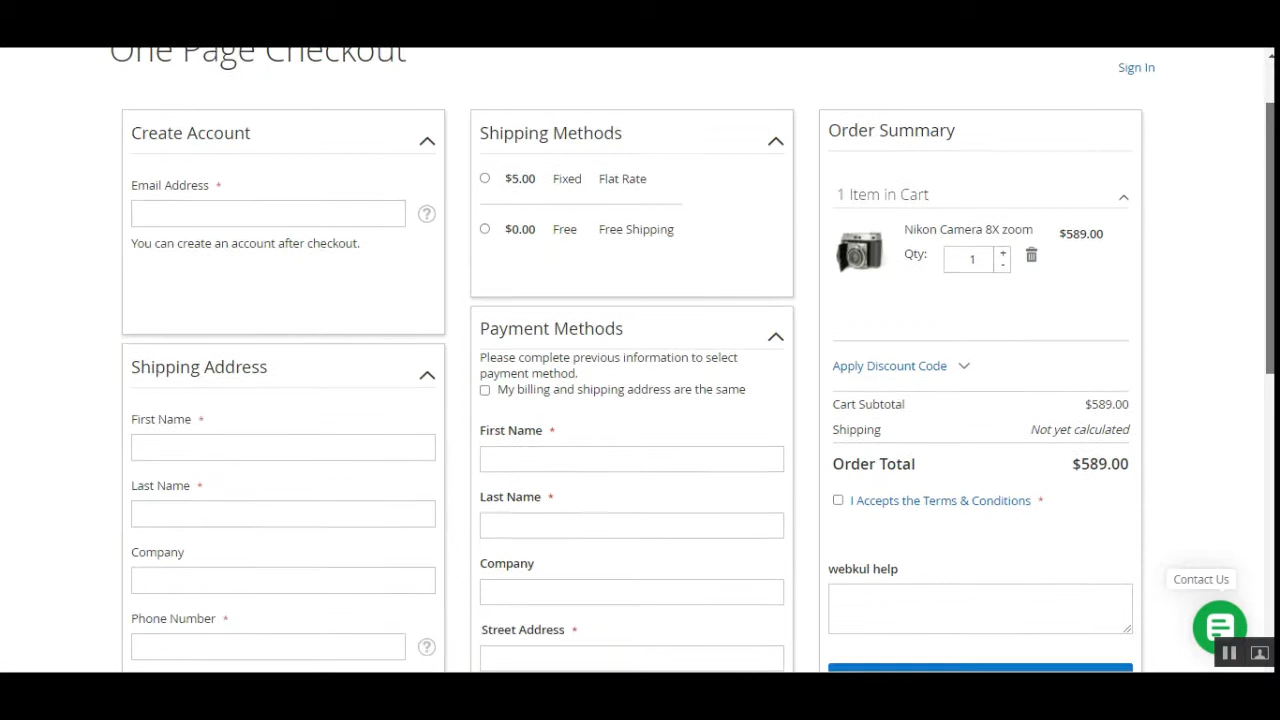 One Page Checkout
Sign In
Create Account
Email Address *
?
You can create an account after checkout.
Shipping Address
First Name *
Last Name *
Company
Phone Number *
?
Shipping Methods
$5.00 Fixed Flat Rate
$0.00 Free Free Shipping
Payment Methods
Please complete previous information to select
payment method.
My billing and shipping address are the same
First Name *
Last Name *
Company
Street Address *
Order Summary
1 Item in Cart
Nikon Camera 8X zoom $589.00
Qty: 1 + -
Apply Discount Code
Cart Subtotal $589.00
Shipping Not yet calculated
Order Total $589.00
I Accepts the Terms & Conditions *
webkul help
Contact Us